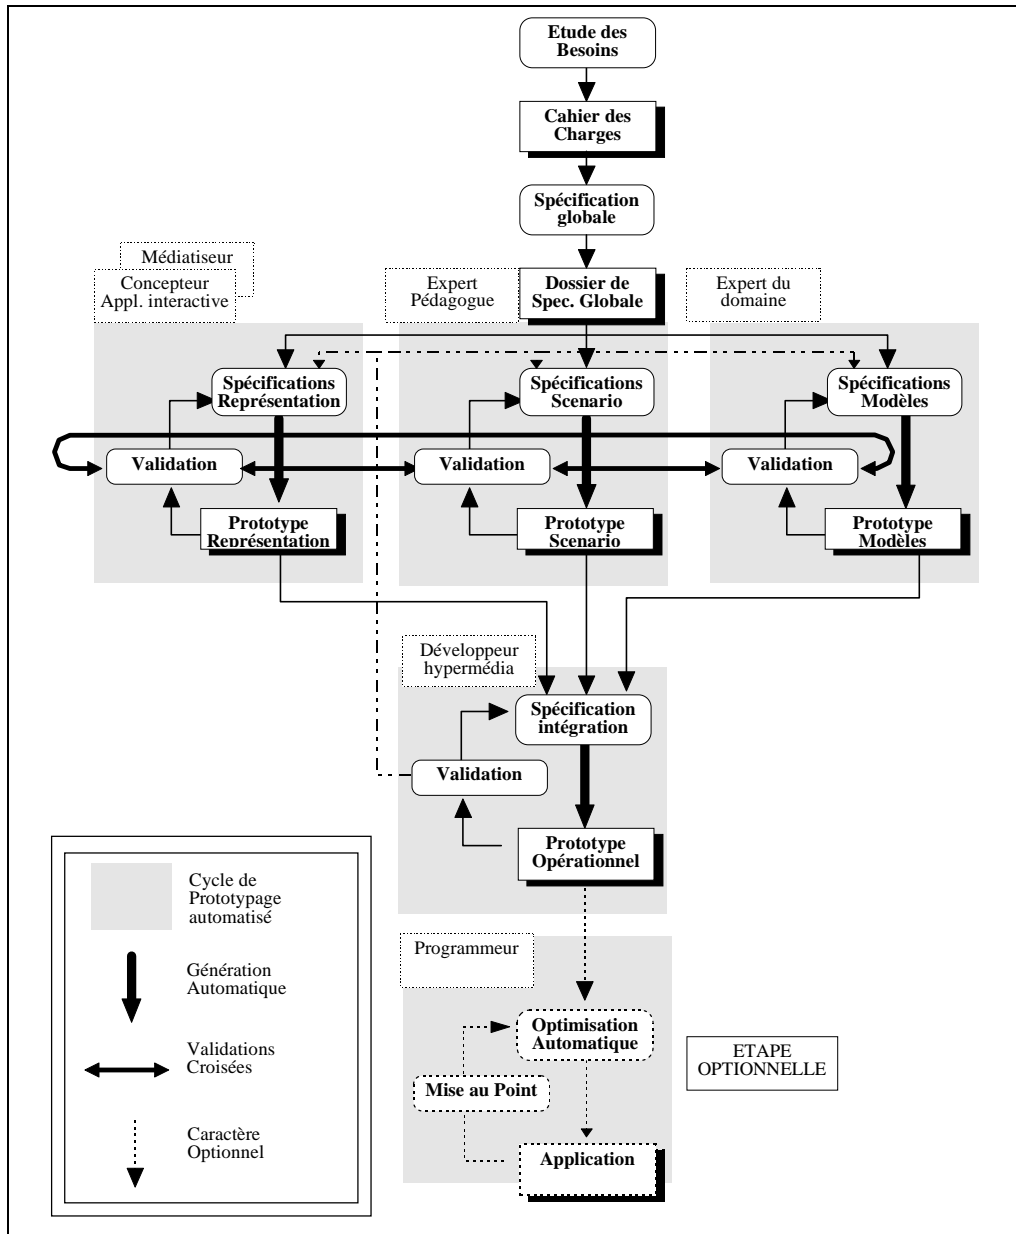 Etude des
Besoins
Cahier des
Charges
Spécification
globale
Médiatiseur
Concepteur
Appl. interactive
Expert
Pédagogue
Dossier de
Spec. Globale
Expert du
domaine
Spécifications
Représentation
Spécifications
Scenario
Spécifications
Modèles
Validation
Validation
Validation
Prototype
Représentation
Prototype
Scenario
Prototype
Modèles
Développeur
hypermédia
Spécification
intégration
Validation
Prototype
Opérationnel
Cycle de
Prototypage
automatisé
Génération
Automatique
Validations
Croisées
Caractère
Optionnel
Programmeur
Optimisation
Automatique
Mise au Point
Application
ETAPE
OPTIONNELLE